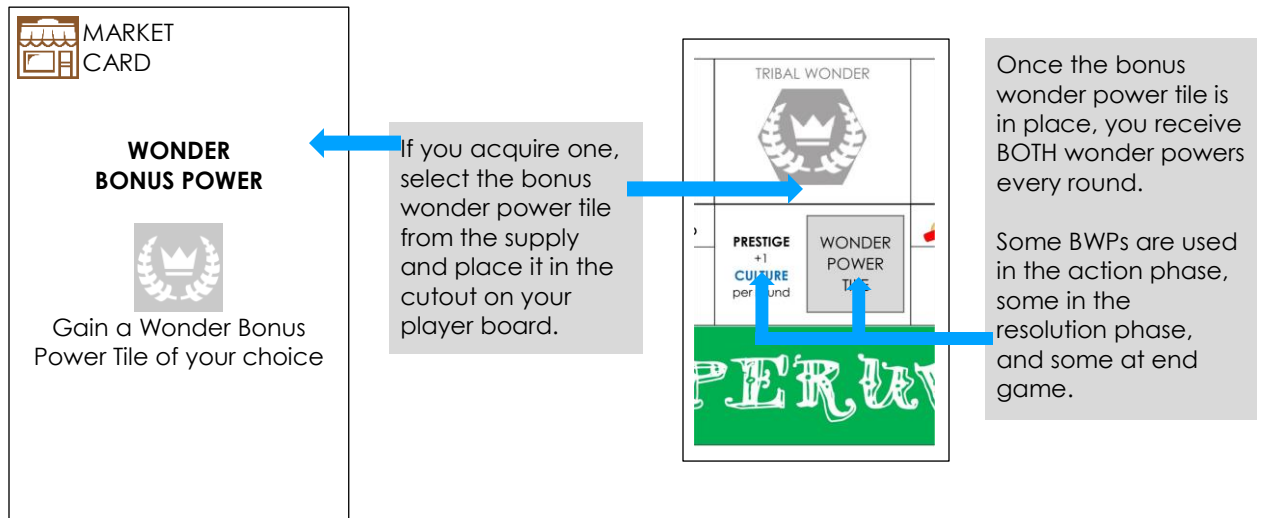 MARKET
CARD
WONDER
BONUS POWER
Gain a Wonder Bonus
Power Tile of your choice
If you acquire one,
select the bonus
wonder power tile
from the supply
and place it in the
cutout on your
player board.
TRIBAL WONDER
PRESTIGE
+1
CULTURE
per round
WONDER
POWER
TILE
Once the bonus
wonder power tile is
in place, you receive
BOTH wonder powers
every round.
Some BWPs are used
in the action phase,
some in the
resolution phase,
and some at end
game.